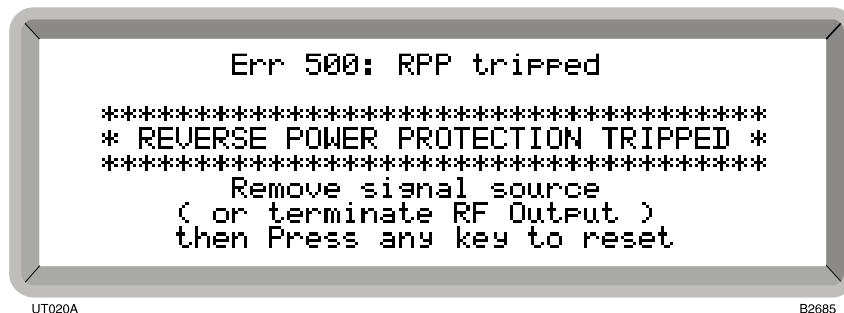 Err 500: RPP tripped
*************************************
* REVERSE POWER PROTECTION TRIPPED *
*************************************
Remove signal source
( or terminate RF Output )
then Press any key to reset
UT020A
B2685